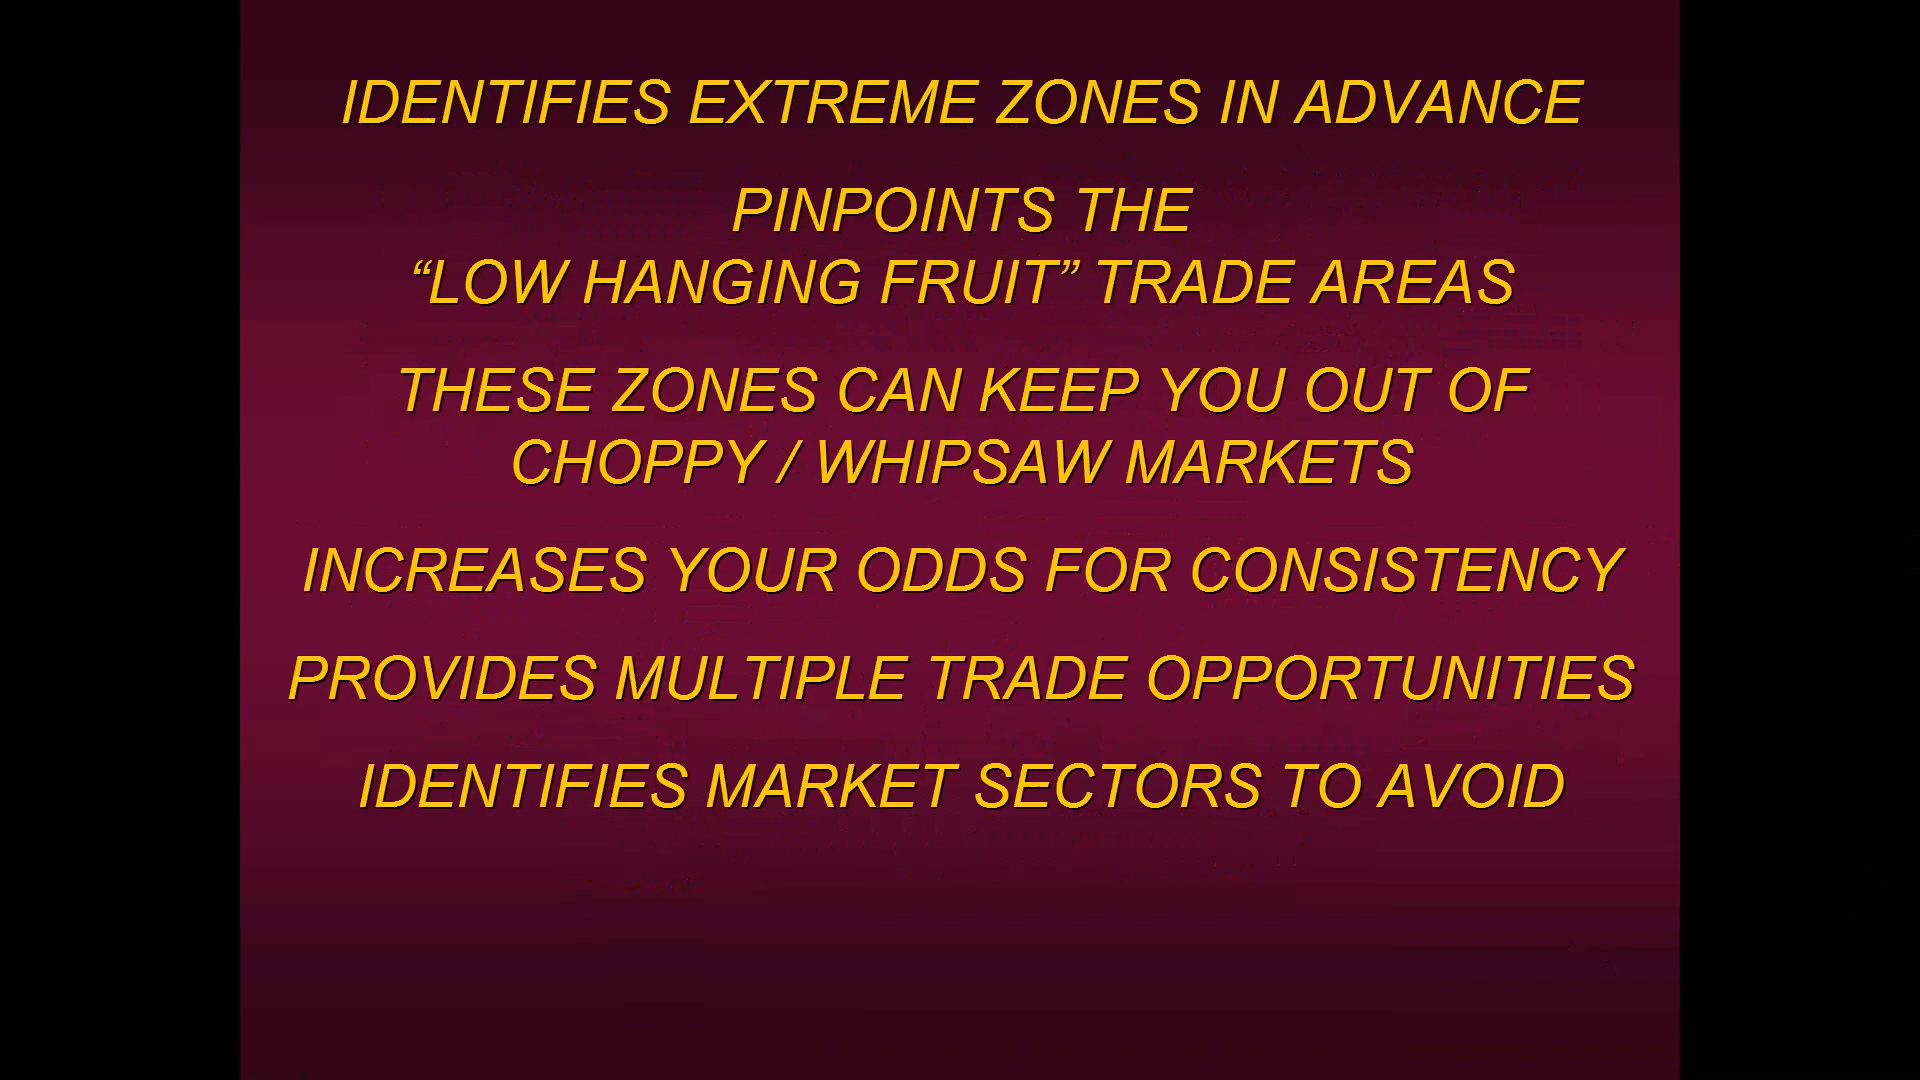 IDENTIFIES EXTREME ZONES IN ADVANCE
PINPOINTS THE
“LOW HANGING FRUIT” TRADE AREAS
THESE ZONES CAN KEEP YOU OUT OF
CHOPPY / WHIPSAW MARKETS
INCREASES YOUR ODDS FOR CONSISTENCY
PROVIDES MULTIPLE TRADE OPPORTUNITIES
IDENTIFIES MARKET SECTORS TO AVOID